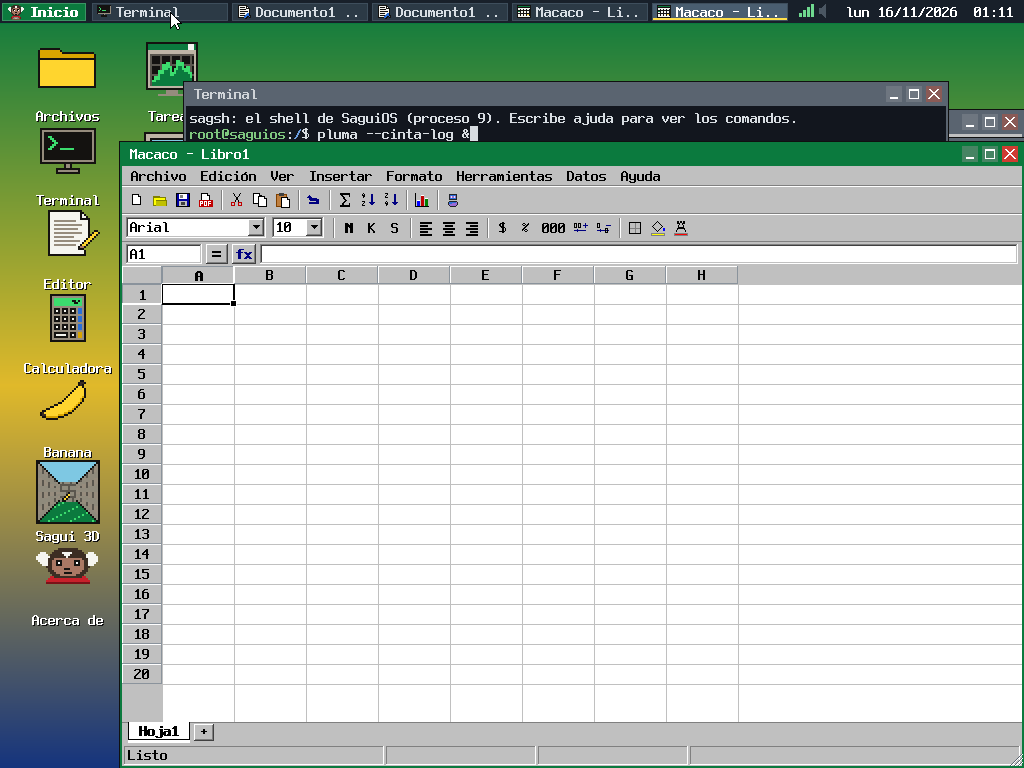 Inicio
Terminal
Documento1 ..
Documento1 ..
Macaco - Li..
Macaco - Li..
lun 16/11/2026 01:11
Archivos
Terminal
Editor
Calculadora
Banana
Sagui 3D
Acerca de
Tarea
Terminal
sagsh: el shell de SaguiOS (proceso 9). Escribe ayuda para ver los comandos.
root@saguios:/$ pluma --cinta-log &
Macaco - Libro1
Archivo Edición Ver Insertar Formato Herramientas Datos Ayuda
PDF
Arial 10 N K S $ % 000
A1 = fx
A B C D E F G H
1
2
3
4
5
6
7
8
9
10
11
12
13
14
15
16
17
18
19
20
Hoja1 +
Listo